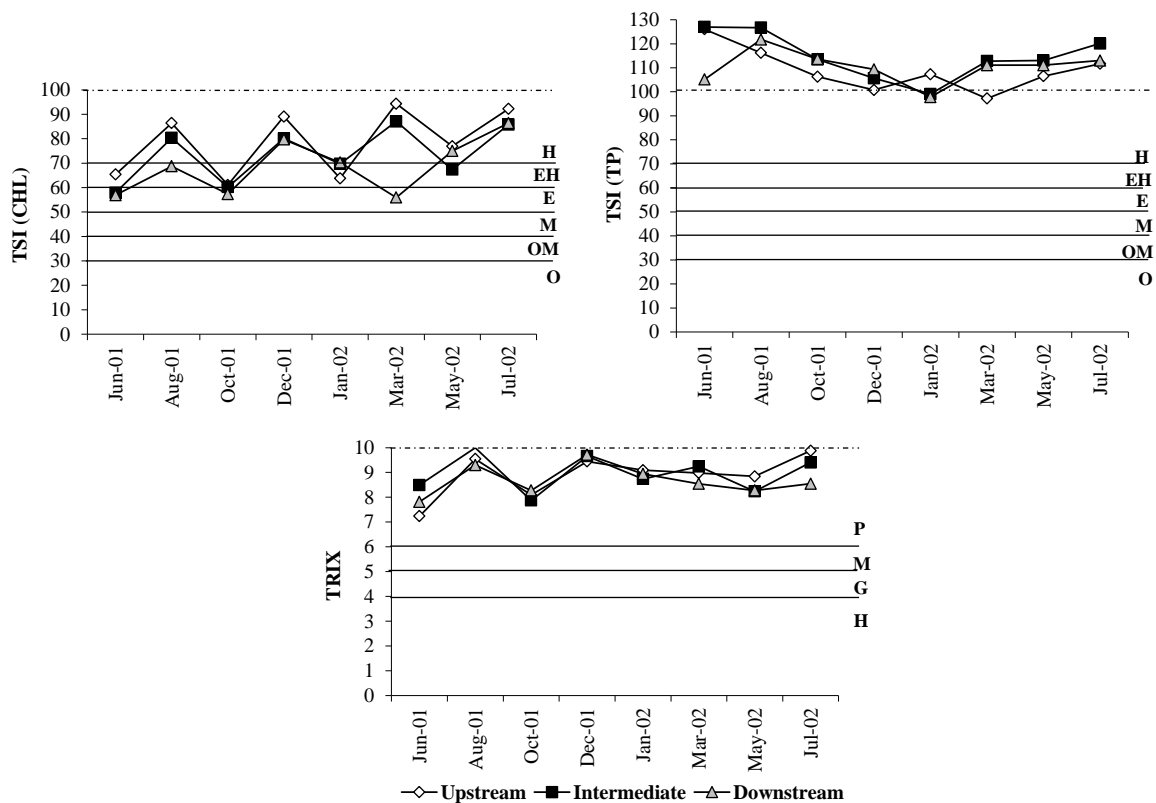 TSI (CHL)
100
90
80
70
60
50
40
30
20
10
0
H
EH
E
M
OM
O
Jun-01
Aug-01
Oct-01
Dec-01
Jan-02
Mar-02
May-02
Jul-02
TSI (TP)
130
120
110
100
90
80
70
60
50
40
30
20
10
0
H
EH
E
M
OM
O
Jun-01
Aug-01
Oct-01
Dec-01
Jan-02
Mar-02
May-02
Jul-02
TRIX
10
9
8
7
6
5
4
3
2
1
0
P
M
G
H
Jun-01
Aug-01
Oct-01
Dec-01
Jan-02
Mar-02
May-02
Jul-02
Upstream Intermediate Downstream